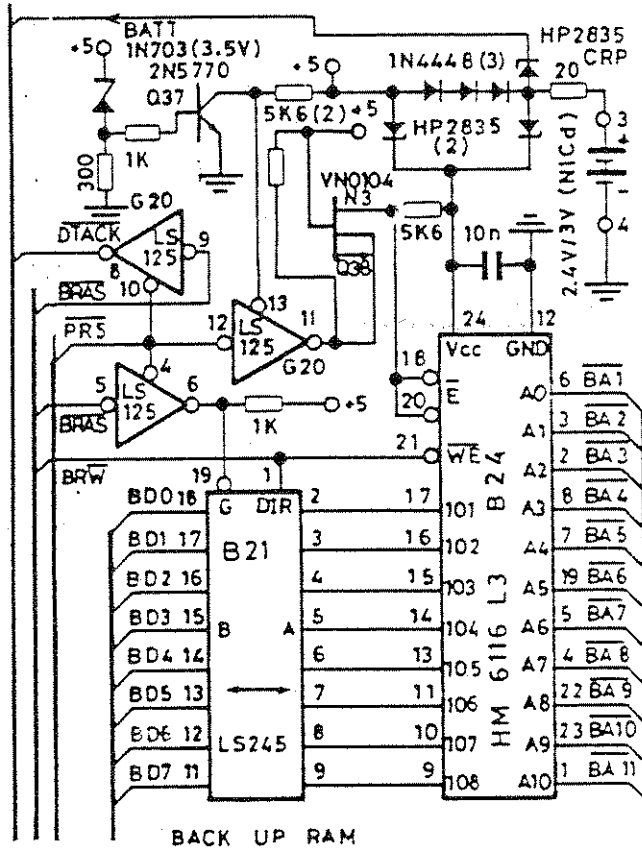 BATT
HP2835
CRP
+5
1N703(3.5V)
2N5770
+5
1N4448(3)
20
Q37
5K6(2)
+5
HP2835
(2)
3
+
1K
300
VN0104
N3
2.4V/3V (NiCd)
-
G20
5K6
10n
4
DTACK
LS
125
9
8
10
BRAS
13
24
12
PR5
12
LS
125
11
G20
Vcc
GND
4
18
E
A0
6
BA1
5
LS
125
6
+5
20
A1
3
BA2
BRAS
1K
21
WE
A2
2
BA3
BRW
19
1
B24
BD0
18
G
DIR
2
17
101
A3
8
BA4
BD1
17
B21
3
16
102
A4
7
BA5
BD2
16
4
15
103
A5
19
BA6
BD3
15
B
A
5
14
104
A6
5
BA7
BD4
14
6
13
105
A7
4
BA8
BD5
13
7
11
106
A8
22
BA9
BD6
12
LS245
8
10
107
A9
23
BA10
BD7
11
9
9
108
A10
1
BA11
HM 6116 L3
BACK UP RAM